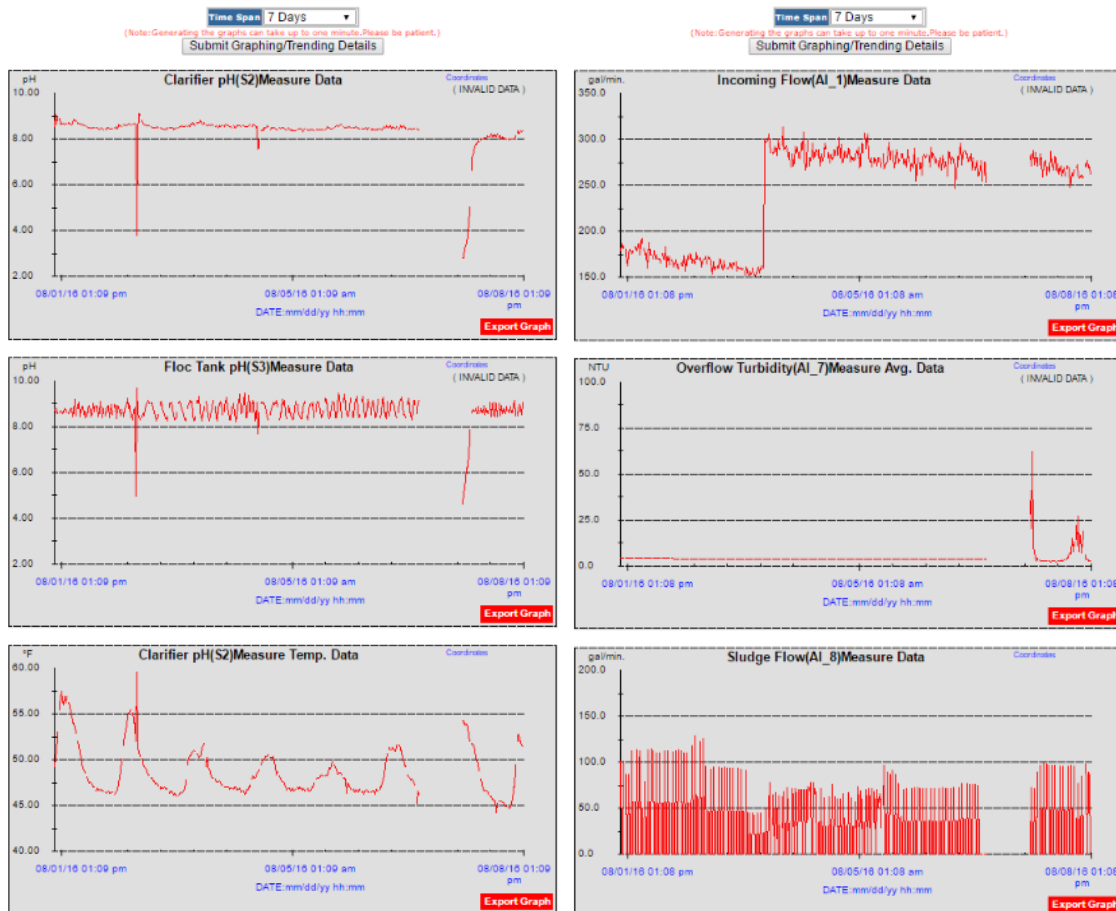 Time Span 7 Days
(Note:Generating the graphs can take up to one minute.Please be patient.)
Submit Graphing/Trending Details
pH
Clarifier pH(S2)Measure Data
Coordinates
( INVALID DATA )
10.00
8.00
6.00
4.00
2.00
08/01/16 01:09 pm
08/05/16 01:09 am
08/08/16 01:09
pm
DATE:mm/dd/yy hh:mm
Export Graph
pH
Floc Tank pH(S3)Measure Data
Coordinates
( INVALID DATA )
10.00
8.00
6.00
4.00
2.00
08/01/16 01:09 pm
08/05/16 01:09 am
08/08/16 01:09
pm
DATE:mm/dd/yy hh:mm
Export Graph
°F
Clarifier pH(S2)Measure Temp. Data
Coordinates
60.00
55.00
50.00
45.00
40.00
08/01/16 01:09 pm
08/05/16 01:09 am
08/08/16 01:09
pm
DATE:mm/dd/yy hh:mm
Export Graph
Time Span 7 Days
(Note:Generating the graphs can take up to one minute.Please be patient.)
Submit Graphing/Trending Details
gal/min.
Incoming Flow(AI_1)Measure Data
Coordinates
( INVALID DATA )
350.0
300.0
250.0
200.0
150.0
08/01/16 01:08 pm
08/05/16 01:08 am
08/08/16 01:08
pm
DATE:mm/dd/yy hh:mm
Export Graph
NTU
Overflow Turbidity(AI_7)Measure Avg. Data
Coordinates
( INVALID DATA )
100.0
75.0
50.0
25.0
0.0
08/01/16 01:08 pm
08/05/16 01:08 am
08/08/16 01:08
pm
DATE:mm/dd/yy hh:mm
Export Graph
gal/min.
Sludge Flow(AI_8)Measure Data
Coordinates
200.0
150.0
100.0
50.0
0.0
08/01/16 01:08 pm
08/05/16 01:08 am
08/08/16 01:08
pm
DATE:mm/dd/yy hh:mm
Export Graph